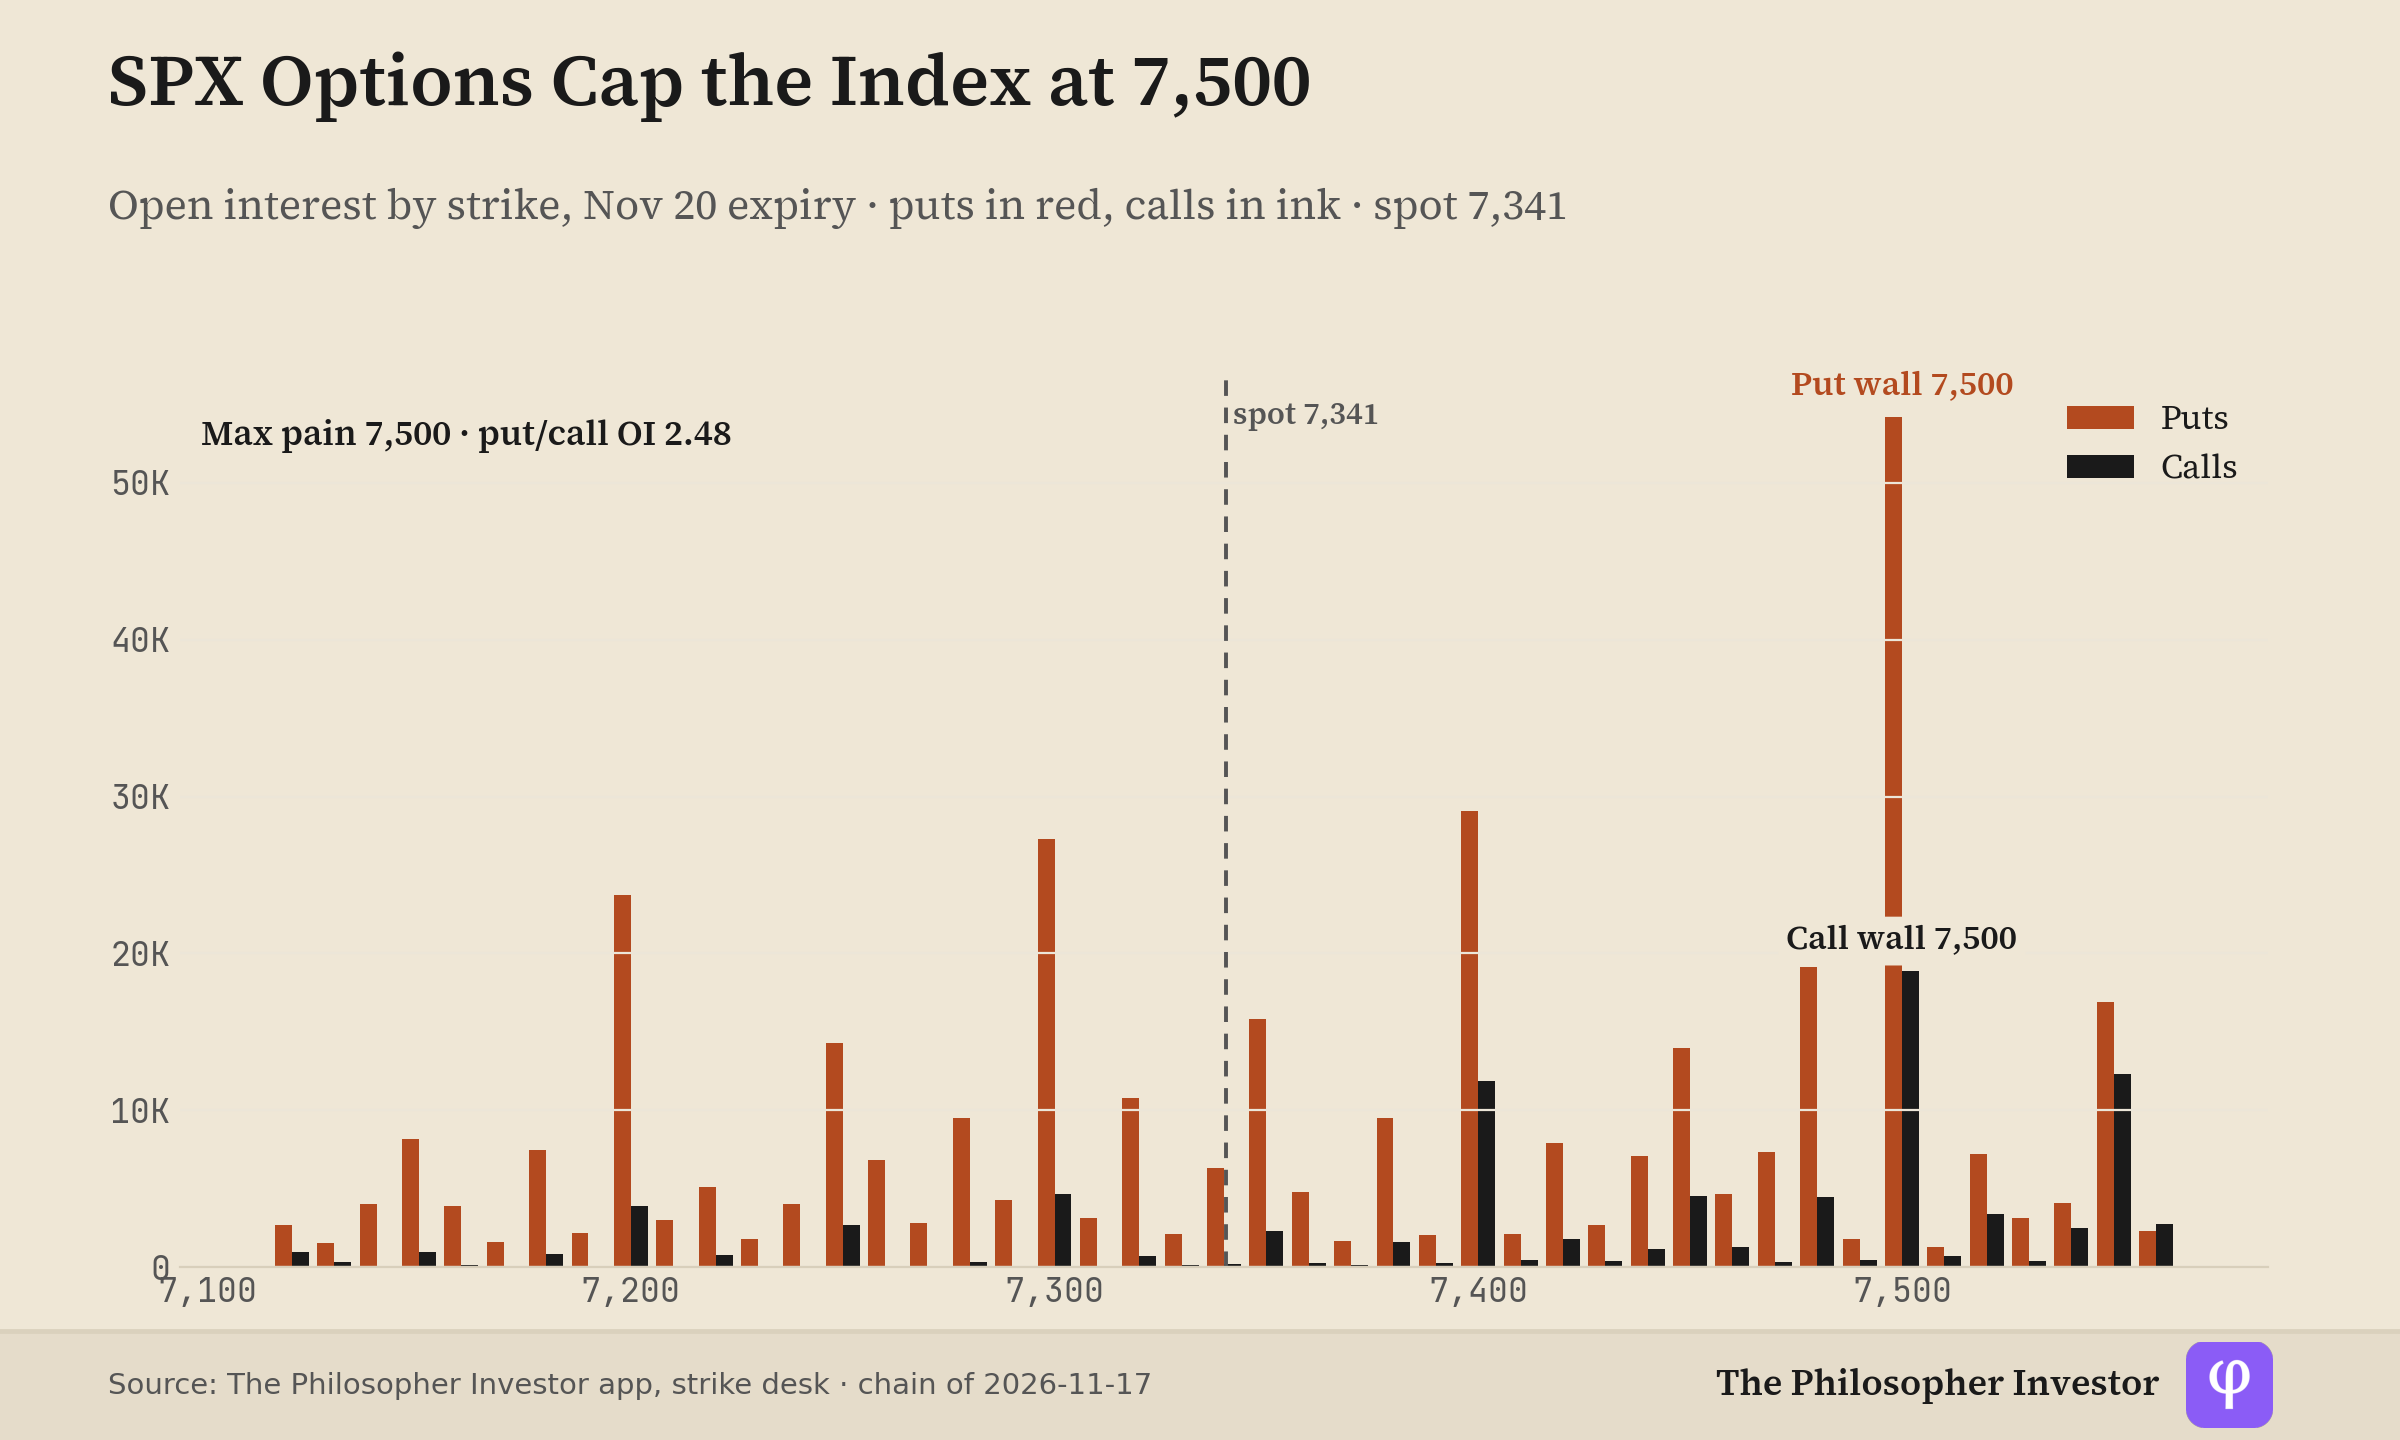 SPX Options Cap the Index at 7,500
Open interest by strike, Nov 20 expiry · puts in red, calls in ink · spot 7,341
Put wall 7,500
spot 7,341
Puts
Max pain 7,500 · put/call OI 2.48
Calls
50K
40K
30K
20K
Call wall 7,500
10K
0
7,100 7,200 7,300 7,400 7,500
Source: The Philosopher Investor app, strike desk · chain of 2026-11-17
The Philosopher Investor
φ